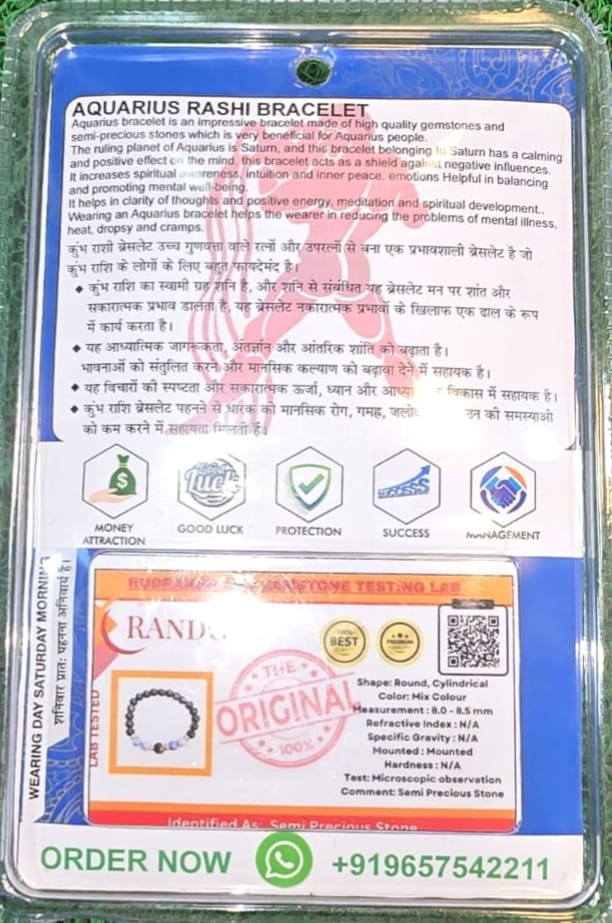 AQUARIUS RASHI BRACELET
Aquarius bracelet is an impressive bracelet made of high quality gemstones and
semi-precious stones which is very beneficial for Aquarius people.
The ruling planet of Aquarius is Saturn, and this bracelet belonging to Saturn has a calming
and positive effect on the mind, this bracelet acts as a shield against negative influences.
It increases spiritual awareness, intuition and inner peace. emotions Helpful in balancing
and promoting mental well-being.
It helps in clarity of thoughts and positive energy, meditation and spiritual development..
Wearing an Aquarius bracelet helps the wearer in reducing the problems of mental illness,
heat, dropsy and cramps.
कुंभ राशी ब्रेसलेट उच्च गुणवत्ता वाले रत्नों और उपरत्नों से बना एक प्रभावशाली ब्रेसलेट है जो
कुंभ राशि के लोगों के लिए बहुत फायदेमंद है।
◆ कुंभ राशि का स्वामी ग्रह शनि है, और शनि से संबंधित यह ब्रेसलेट मन पर शांत और
सकारात्मक प्रभाव डालता है, यह ब्रेसलेट नकारात्मक प्रभावों के खिलाफ एक ढाल के रूप
में कार्य करता है।
◆ यह आध्यात्मिक जागरूकता, अंतर्ज्ञान और आंतरिक शांति को बढ़ाता है।
भावनाओं को संतुलित करने और मानसिक कल्याण को बढ़ावा देने में सहायक है।
◆ यह विचारों की स्पष्टता और सकारात्मक ऊर्जा, ध्यान और विकास में सहायक है।
◆ कुंभ राशि ब्रेसलेट पहनने से धारक को मानसिक रोग, की समस्याओ
को कम करने में सहायता मिलती हैं।
MONEY
ATTRACTION
Good
Luck
GOOD LUCK
PROTECTION
SUCCESS
SUCCESS
MANAGEMENT
WEARING DAY SATURDAY MORNING
शनिवार प्रातः पहनना अनिवार्य है।
GEMSTONE TESTING LAB
LAB TESTED
BEST
PREMIUM
THE
ORIGINAL
100%
Shape: Round, Cylindrical
Color: Mix Colour
Measurement : 8.0 - 8.5 mm
Refractive Index : N/A
Specific Gravity : N/A
Mounted : Mounted
Hardness : N/A
Test: Microscopic observation
Comment: Semi Precious Stone
Identified As: Semi Precious Stone
ORDER NOW +919657542211